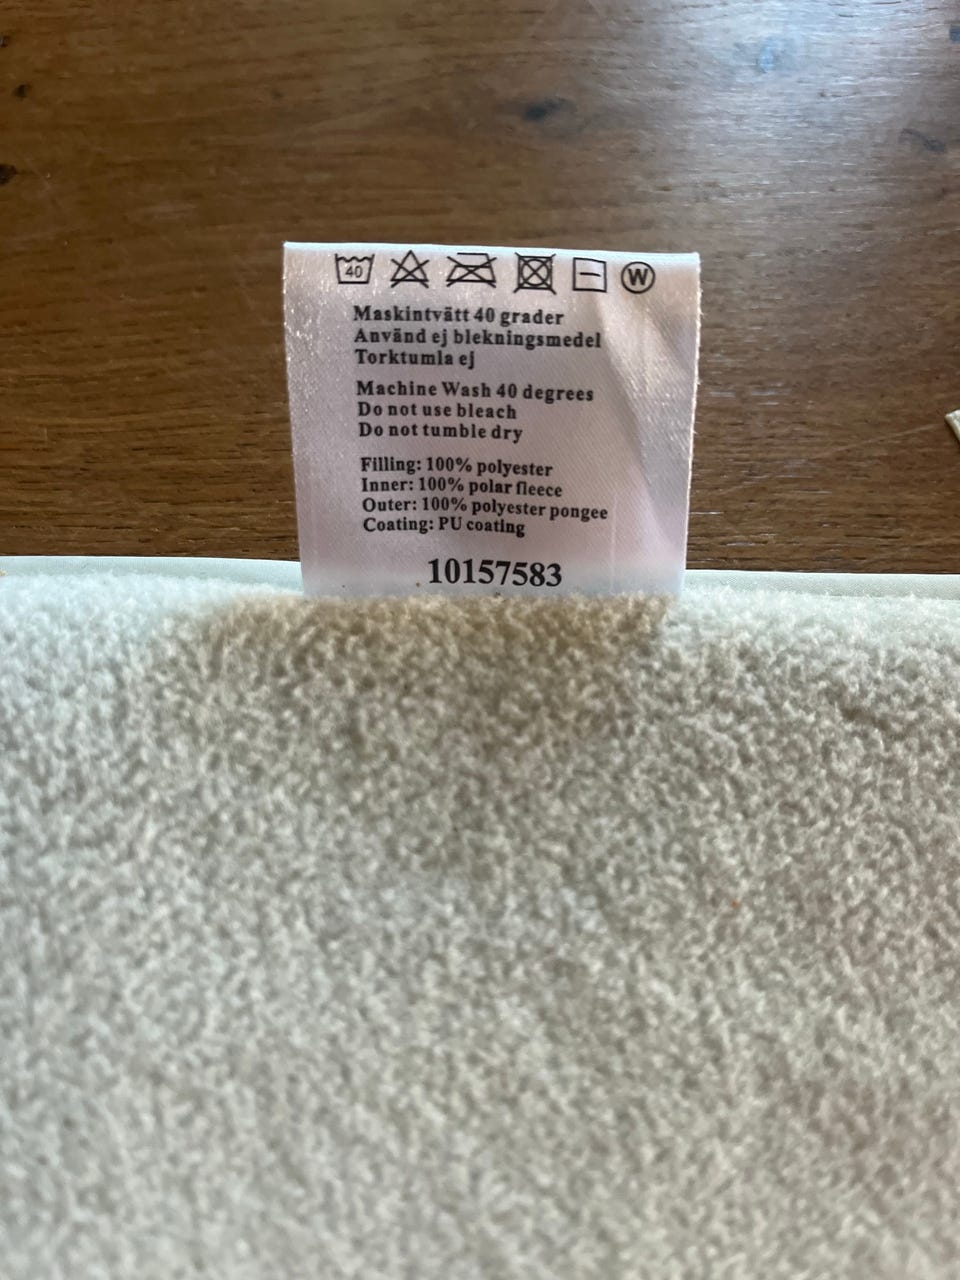 40 W
Maskintvätt 40 grader
Använd ej blekningsmedel
Torktumla ej
Machine Wash 40 degrees
Do not use bleach
Do not tumble dry
Filling: 100% polyester
Inner: 100% polar fleece
Outer: 100% polyester pongee
Coating: PU coating
10157583